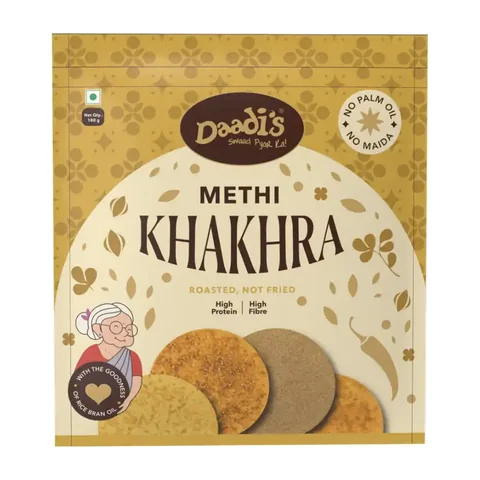 Net Qty.:
180 g
Daadi's
Swaad Pyar Ka!
NO PALM OIL
NO MAIDA
METHI
KHAKHRA
ROASTED, NOT FRIED
High Protein | High Fibre
WITH THE GOODNESS
OF RICE BRAN OIL